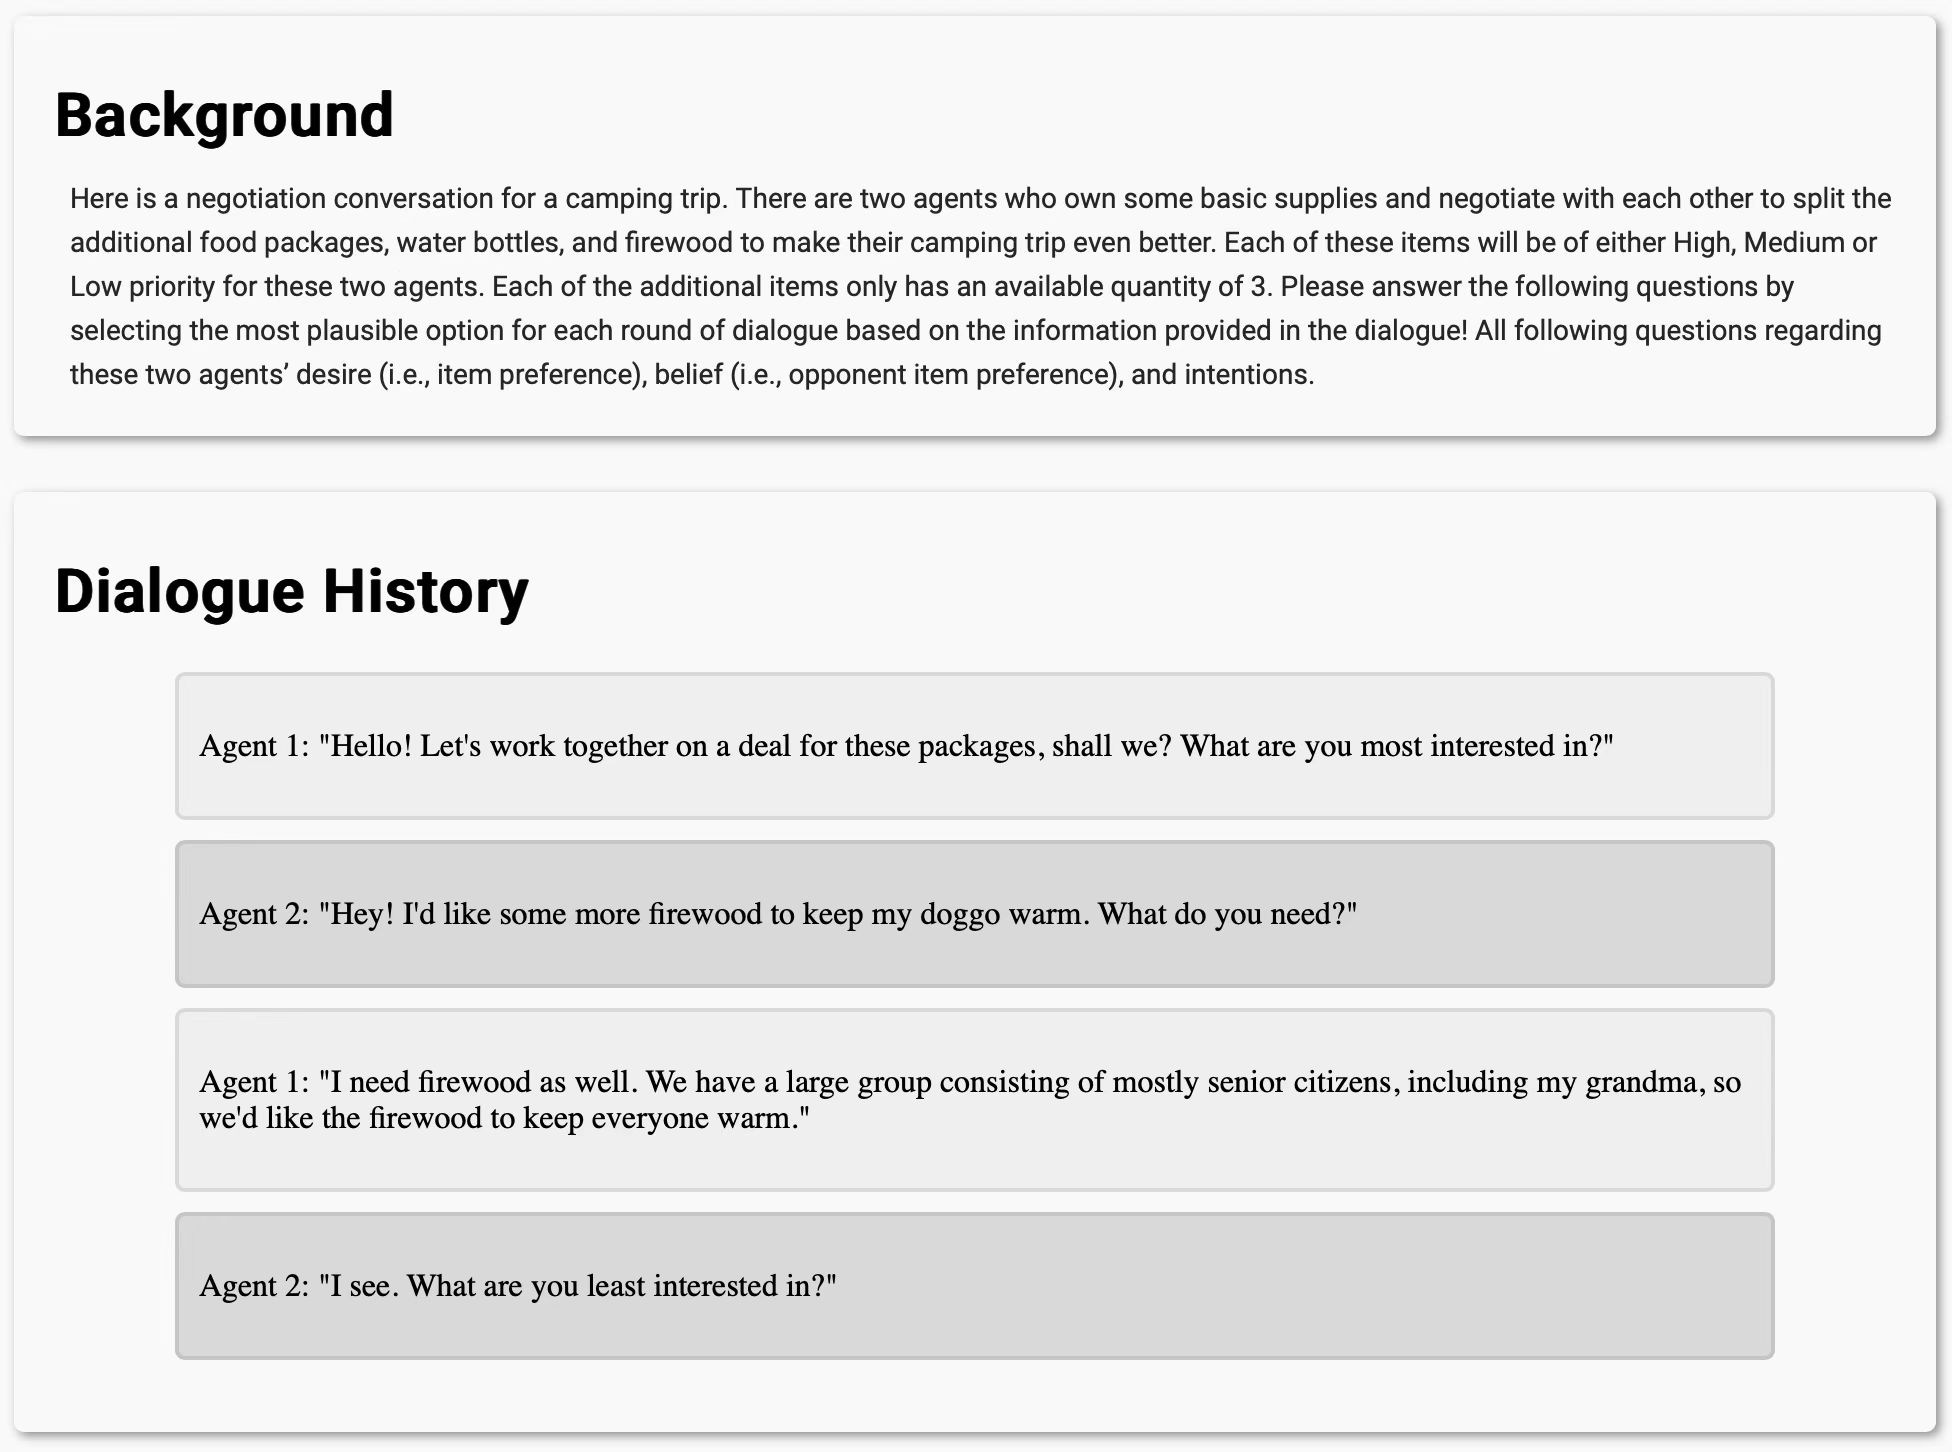 Background
Here is a negotiation conversation for a camping trip. There are two agents who own some basic supplies and negotiate with each other to split the
additional food packages, water bottles, and firewood to make their camping trip even better. Each of these items will be of either High, Medium or
Low priority for these two agents. Each of the additional items only has an available quantity of 3. Please answer the following questions by
selecting the most plausible option for each round of dialogue based on the information provided in the dialogue! All following questions regarding
these two agents’ desire (i.e., item preference), belief (i.e., opponent item preference), and intentions.
Dialogue History
Agent 1: "Hello! Let's work together on a deal for these packages, shall we? What are you most interested in?"
Agent 2: "Hey! I'd like some more firewood to keep my doggo warm. What do you need?"
Agent 1: "I need firewood as well. We have a large group consisting of mostly senior citizens, including my grandma, so
we'd like the firewood to keep everyone warm."
Agent 2: "I see. What are you least interested in?"